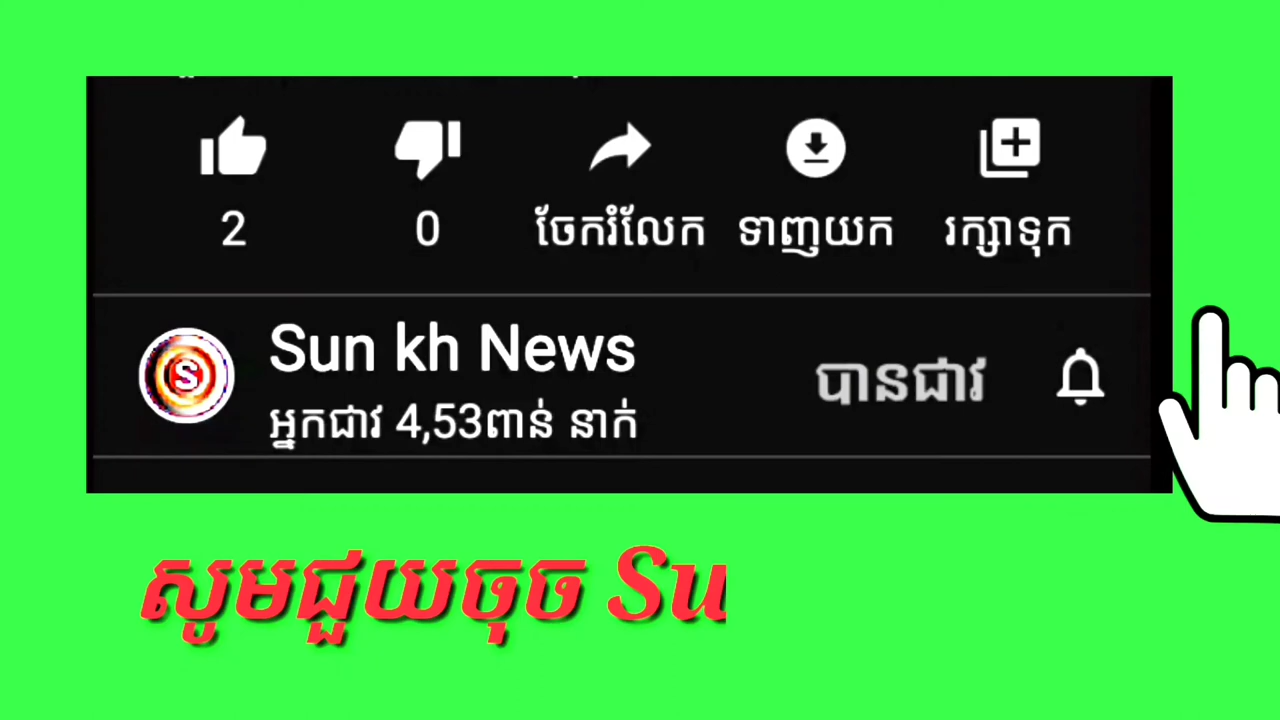 2 0 ចែករំលែក ទាញយក រក្សាទុក
Sun kh News
បានជាវ
អ្នកជាវ 4,53ពាន់ នាក់
S
សូមជួយចុច Su